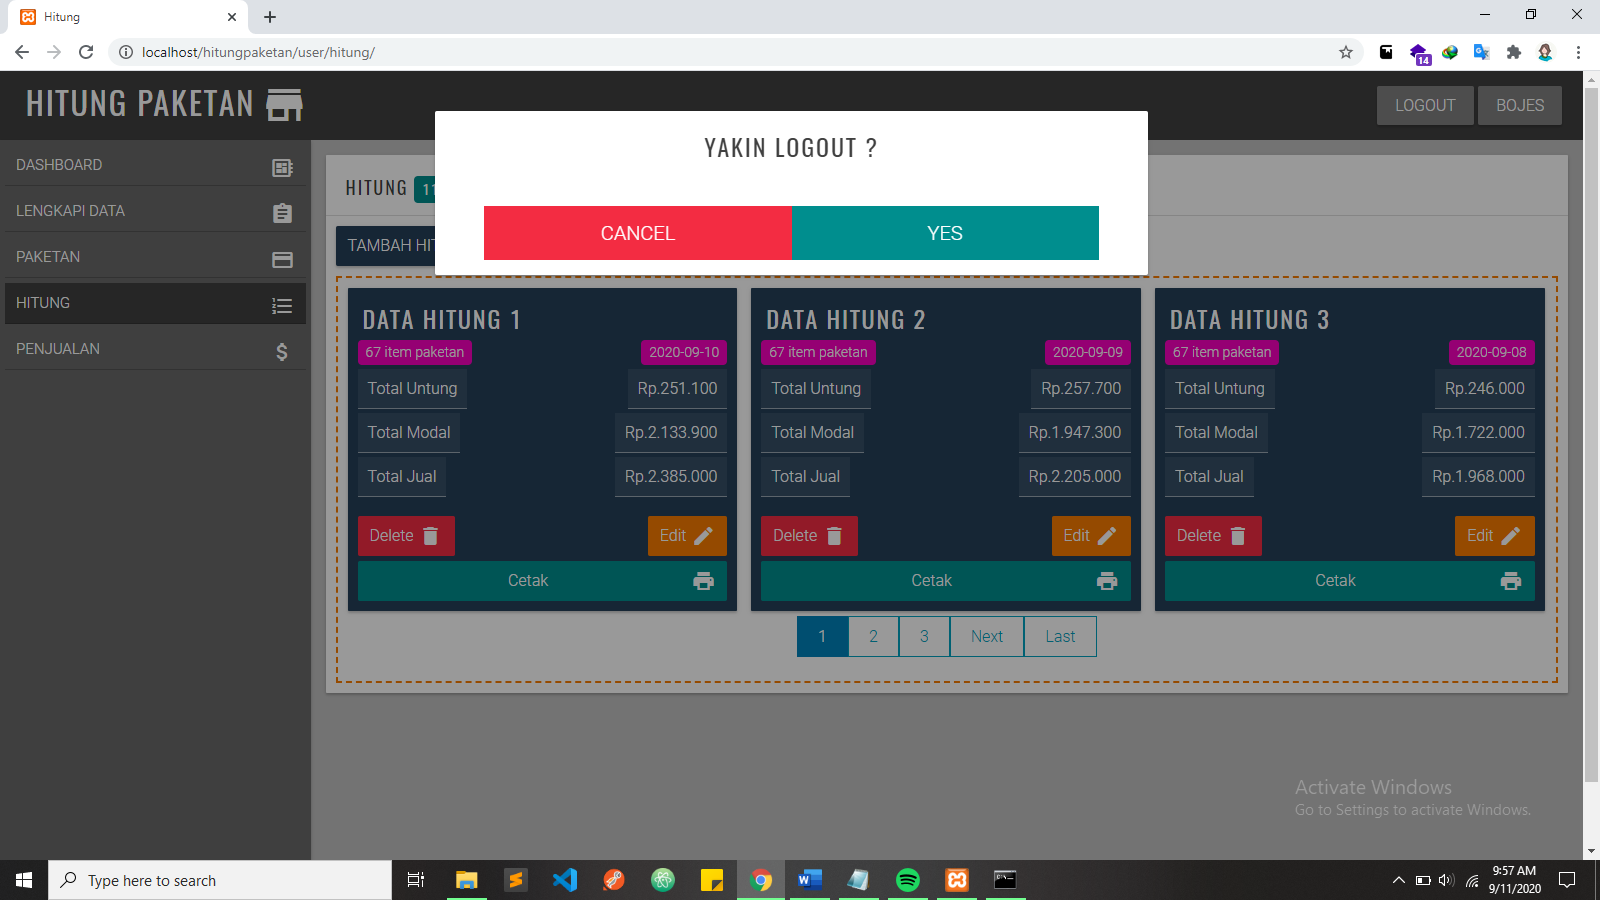 Hitung
localhost/hitungpaketan/user/hitung/
14
HITUNG PAKETAN
LOGOUT
BOJES
YAKIN LOGOUT ?
CANCEL
YES
DASHBOARD
LENGKAPI DATA
PAKETAN
HITUNG
PENJUALAN
HITUNG
TAMBAH HIT
DATA HITUNG 1
67 item paketan 2020-09-10
Total Untung Rp.251.100
Total Modal Rp.2.133.900
Total Jual Rp.2.385.000
Delete Edit
Cetak
DATA HITUNG 2
67 item paketan 2020-09-09
Total Untung Rp.257.700
Total Modal Rp.1.947.300
Total Jual Rp.2.205.000
Delete Edit
Cetak
DATA HITUNG 3
67 item paketan 2020-09-08
Total Untung Rp.246.000
Total Modal Rp.1.722.000
Total Jual Rp.1.968.000
Delete Edit
Cetak
1 2 3 Next Last
Activate Windows
Go to Settings to activate Windows.
Type here to search
9:57 AM
9/11/2020